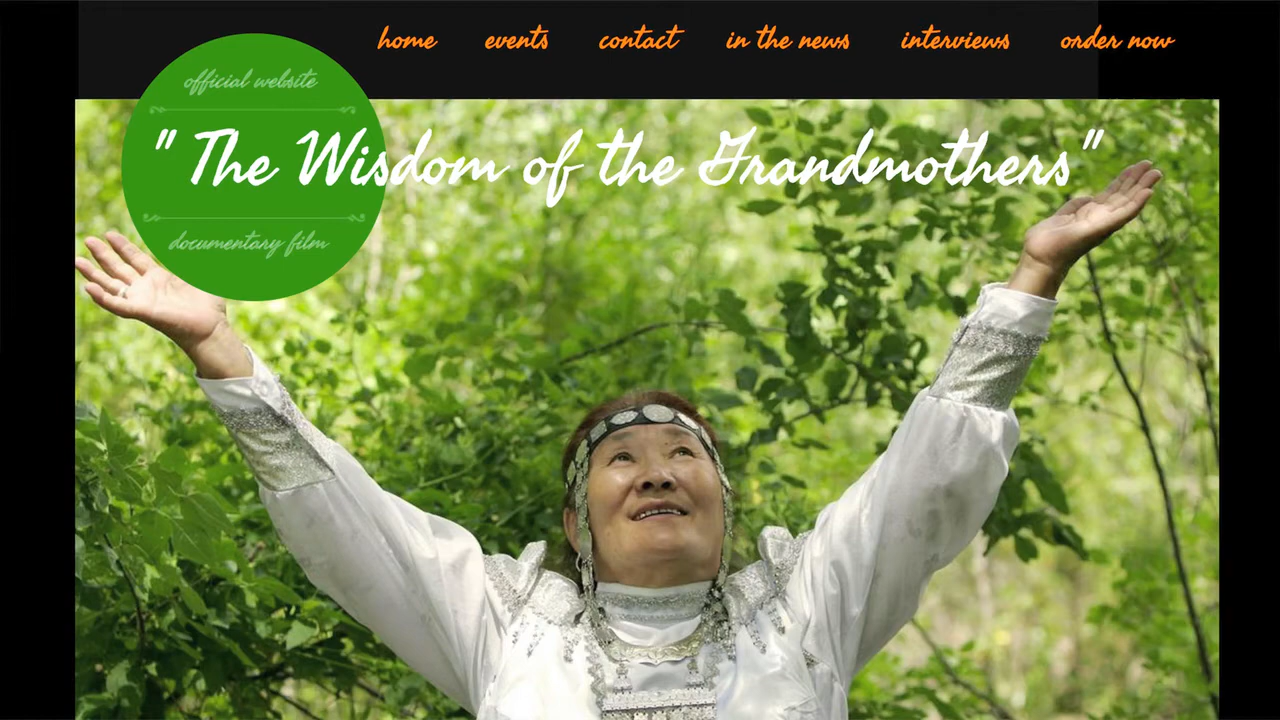 home events contact in the news interviews order now
official website
" The Wisdom of the Grandmothers"
documentary film